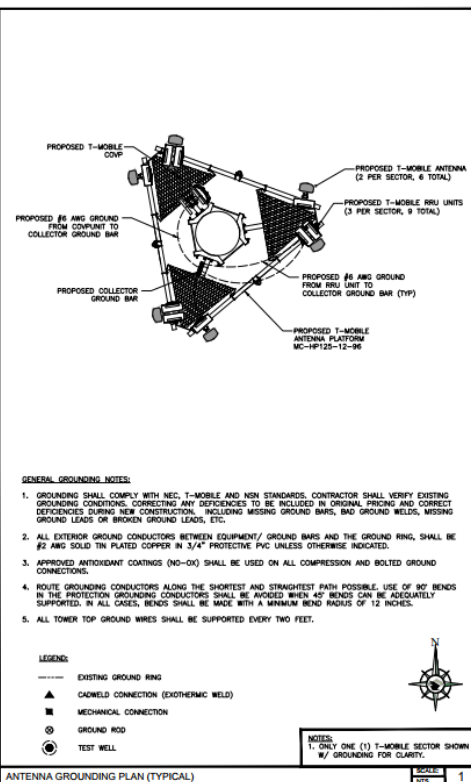 PROPOSED T-MOBILE
COVP
PROPOSED T-MOBILE ANTENNA
(2 PER SECTOR, 6 TOTAL)
PROPOSED T-MOBILE RRU UNITS
(3 PER SECTOR, 9 TOTAL)
PROPOSED #6 AWG GROUND
FROM COVPUNIT TO
COLLECTOR GROUND BAR
PROPOSED COLLECTOR
GROUND BAR
PROPOSED #6 AWG GROUND
FROM RRU UNIT TO
COLLECTOR GROUND BAR (TYP)
PROPOSED T-MOBILE
ANTENNA PLATFORM
MC-HP125-12-96
GENERAL GROUNDING NOTES:
1. GROUNDING SHALL COMPLY WITH NEC, T-MOBILE AND NSN STANDARDS. CONTRACTOR SHALL VERIFY EXISTING
GROUNDING CONDITIONS. CORRECTING ANY DEFICIENCIES TO BE INCLUDED IN ORIGINAL PRICING AND CORRECT
DEFICIENCIES DURING NEW CONSTRUCTION. INCLUDING MISSING GROUND BARS, BAD GROUND WELDS, MISSING
GROUND LEADS OR BROKEN GROUND LEADS, ETC.
2. ALL EXTERIOR GROUND CONDUCTORS BETWEEN EQUIPMENT/ GROUND BARS AND THE GROUND RING, SHALL BE
#2 AWG SOLID TIN PLATED COPPER IN 3/4" PROTECTIVE PVC UNLESS OTHERWISE INDICATED.
3. APPROVED ANTIOXIDANT COATINGS (NO-OX) SHALL BE USED ON ALL COMPRESSION AND BOLTED GROUND
CONNECTIONS.
4. ROUTE GROUNDING CONDUCTORS ALONG THE SHORTEST AND STRAIGHTEST PATH POSSIBLE. USE OF 90° BENDS
IN THE PROTECTION GROUNDING CONDUCTORS SHALL BE AVOIDED WHEN 45° BENDS CAN BE ADEQUATELY
SUPPORTED. IN ALL CASES, BENDS SHALL BE MADE WITH A MINIMUM BEND RADIUS OF 12 INCHES.
5. ALL TOWER TOP GROUND WIRES SHALL BE SUPPORTED EVERY TWO FEET.
LEGEND:
EXISTING GROUND RING
CADWELD CONNECTION (EXOTHERMIC WELD)
MECHANICAL CONNECTION
GROUND ROD
TEST WELL
N
NOTES:
1. ONLY ONE (1) T-MOBILE SECTOR SHOWN
W/ GROUNDING FOR CLARITY.
ANTENNA GROUNDING PLAN (TYPICAL)
SCALE:
NTS
1